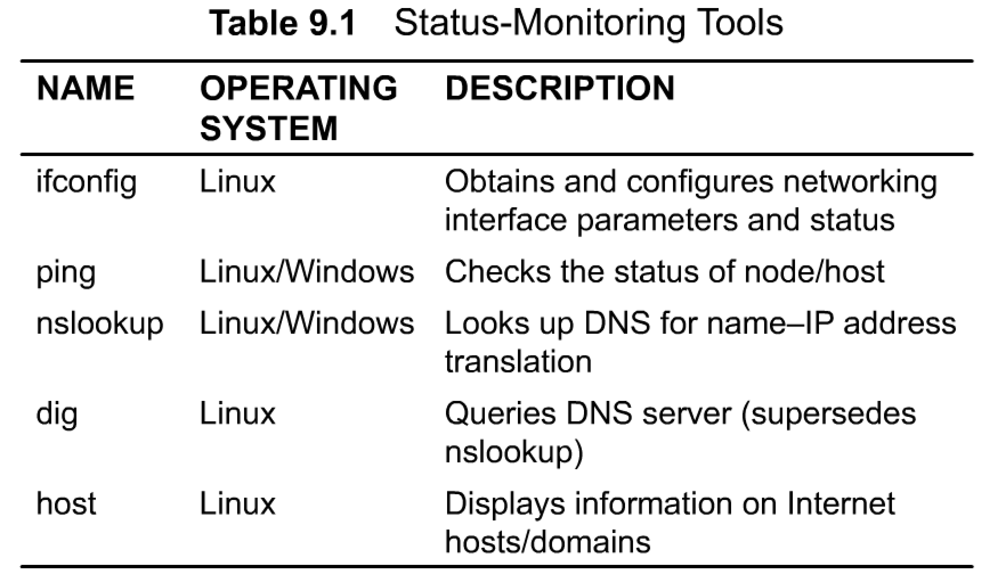 Table 9.1 Status-Monitoring Tools
NAME OPERATING DESCRIPTION
SYSTEM
ifconfig Linux Obtains and configures networking
interface parameters and status
ping Linux/Windows Checks the status of node/host
nslookup Linux/Windows Looks up DNS for name–IP address
translation
dig Linux Queries DNS server (supersedes
nslookup)
host Linux Displays information on Internet
hosts/domains